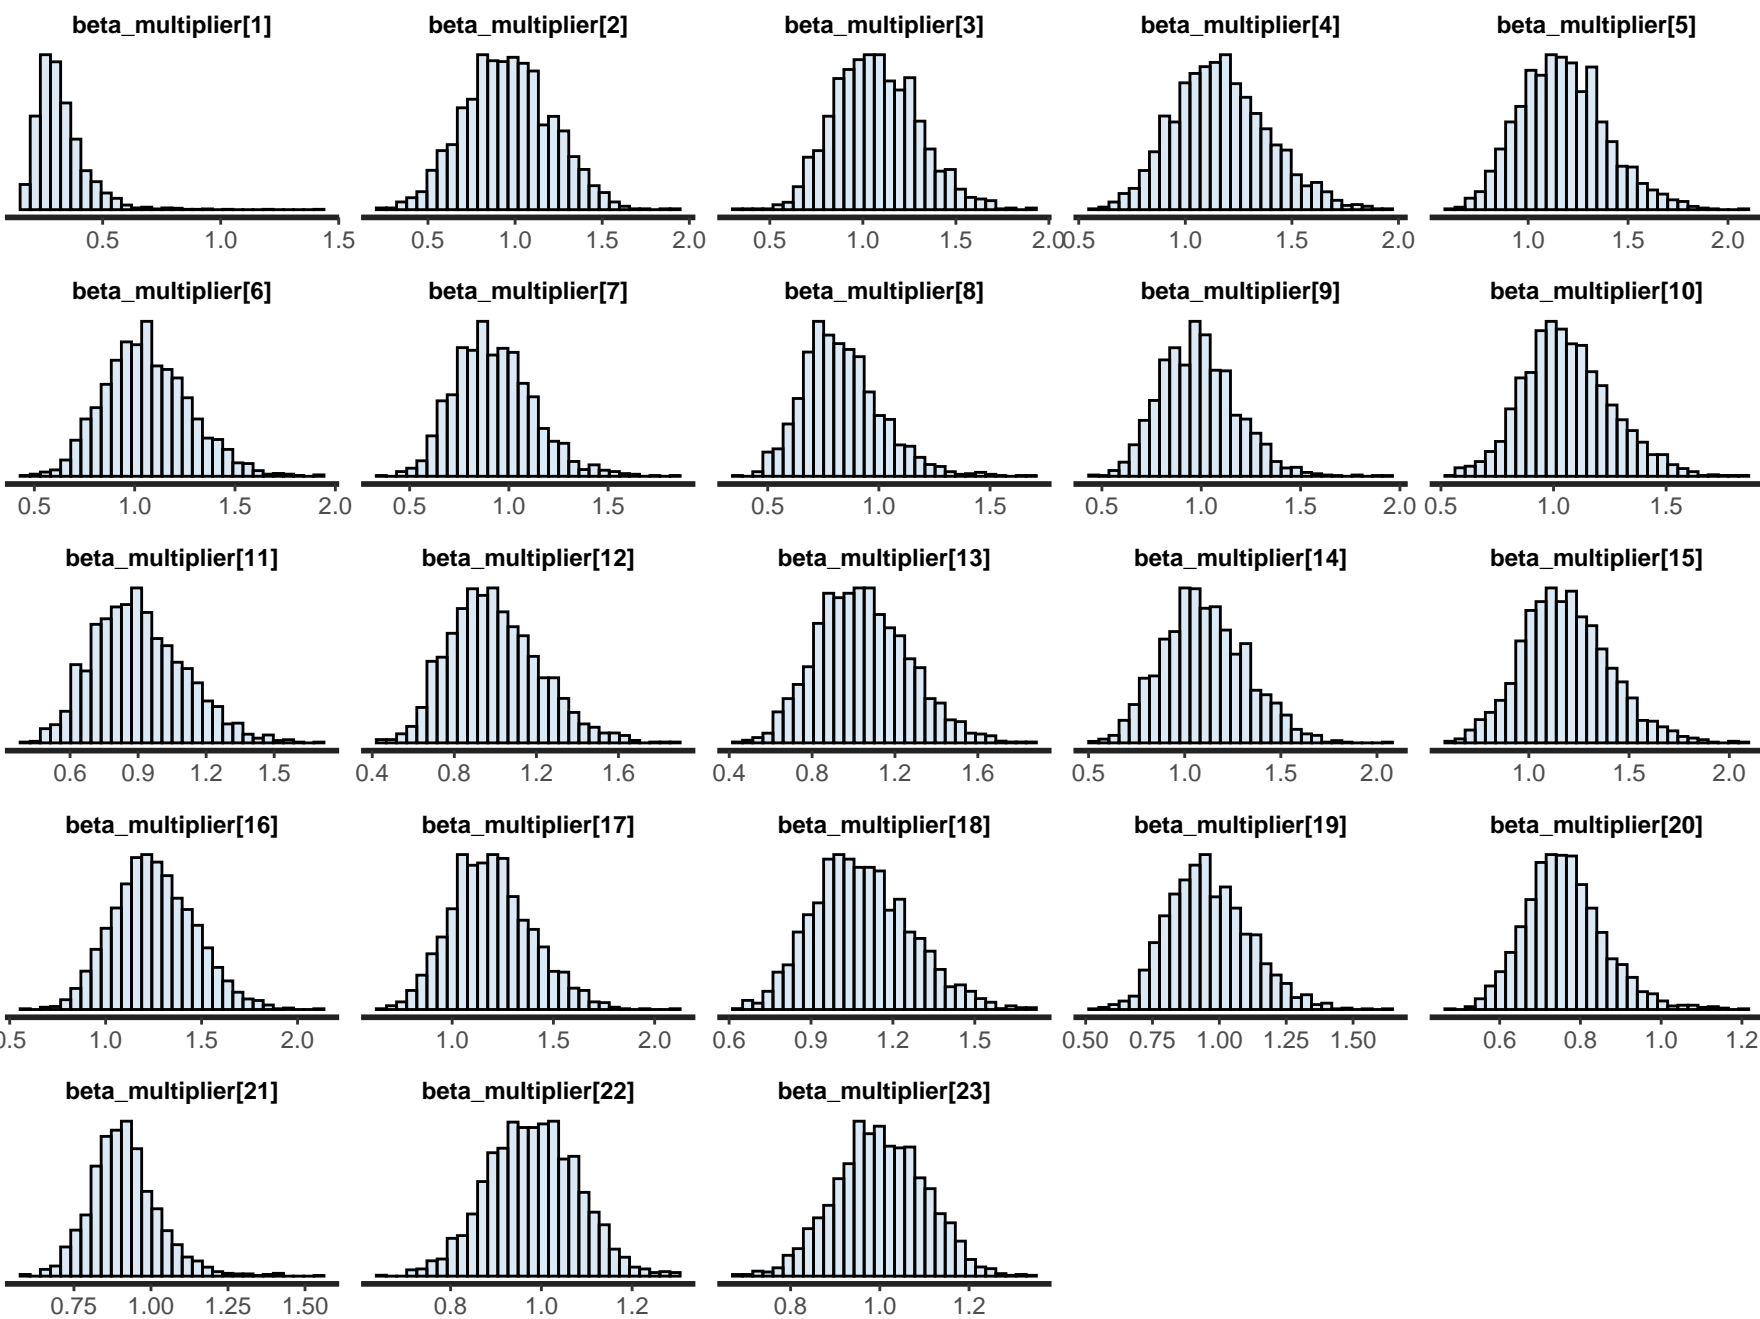 beta_multiplier[1] beta_multiplier[2] beta_multiplier[3] beta_multiplier[4] beta_multiplier[5]
0.5 1.0 1.5 0.5 1.0 1.5 2.0 0.5 1.0 1.5 2.0 0.5 1.0 1.5 2.0 1.0 1.5 2.0
beta_multiplier[6] beta_multiplier[7] beta_multiplier[8] beta_multiplier[9] beta_multiplier[10]
0.5 1.0 1.5 2.0 0.5 1.0 1.5 0.5 1.0 1.5 0.5 1.0 1.5 2.0 0.5 1.0 1.5
beta_multiplier[11] beta_multiplier[12] beta_multiplier[13] beta_multiplier[14] beta_multiplier[15]
0.6 0.9 1.2 1.5 0.4 0.8 1.2 1.6 0.4 0.8 1.2 1.6 0.5 1.0 1.5 2.0 1.0 1.5 2.0
beta_multiplier[16] beta_multiplier[17] beta_multiplier[18] beta_multiplier[19] beta_multiplier[20]
0.5 1.0 1.5 2.0 1.0 1.5 2.0 0.6 0.9 1.2 1.5 0.50 0.75 1.00 1.25 1.50 0.6 0.8 1.0 1.2
beta_multiplier[21] beta_multiplier[22] beta_multiplier[23]
0.75 1.00 1.25 1.50 0.8 1.0 1.2 0.8 1.0 1.2